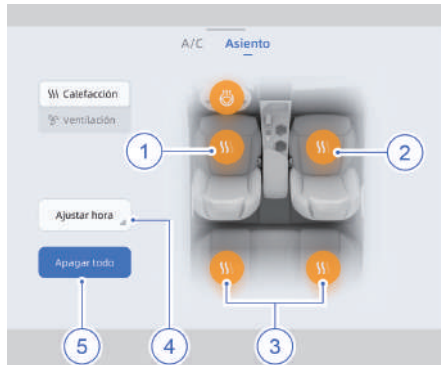 A/C Asiento
Calefacción
ventilación
1
2
Ajustar hora
Apagar todo
5
4
3